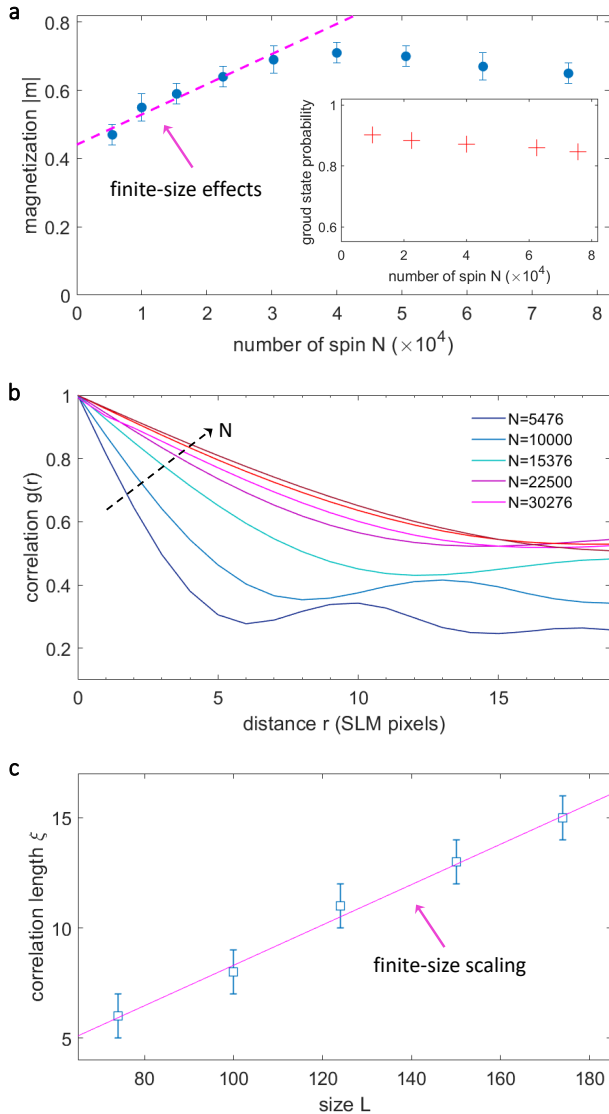 a
0.8
0.6
0.4
0.2
0
magnetization |m|
finite-size effects
0 1 2 3 4 5 6 7 8
number of spin N (×10⁴)
1
0.8
0.6
groud state probability
0 2 4 6 8
number of spin N (×10⁴)
b
1
0.8
0.6
0.4
0.2
correlation g(r)
N
N=5476
N=10000
N=15376
N=22500
N=30276
0 5 10 15
distance r (SLM pixels)
c
15
10
5
correlation length ξ
finite-size scaling
80 100 120 140 160 180
size L